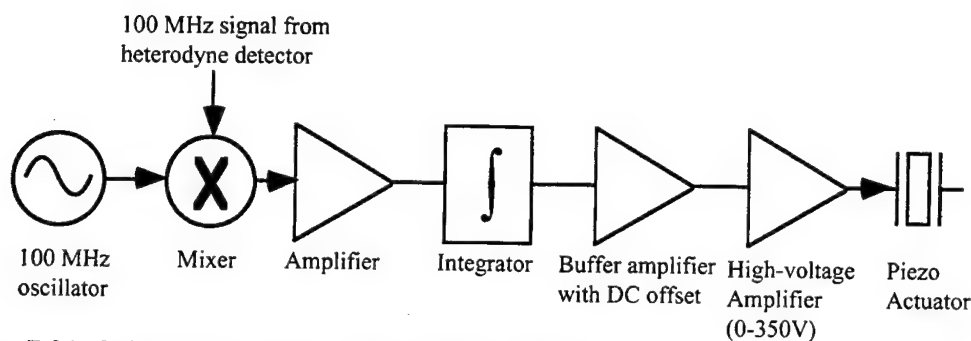 100 MHz signal from
heterodyne detector
X
∫
100 MHz
oscillator
Mixer
Amplifier
Integrator
Buffer amplifier
with DC offset
High-voltage
Amplifier
(0-350V)
Piezo
Actuator